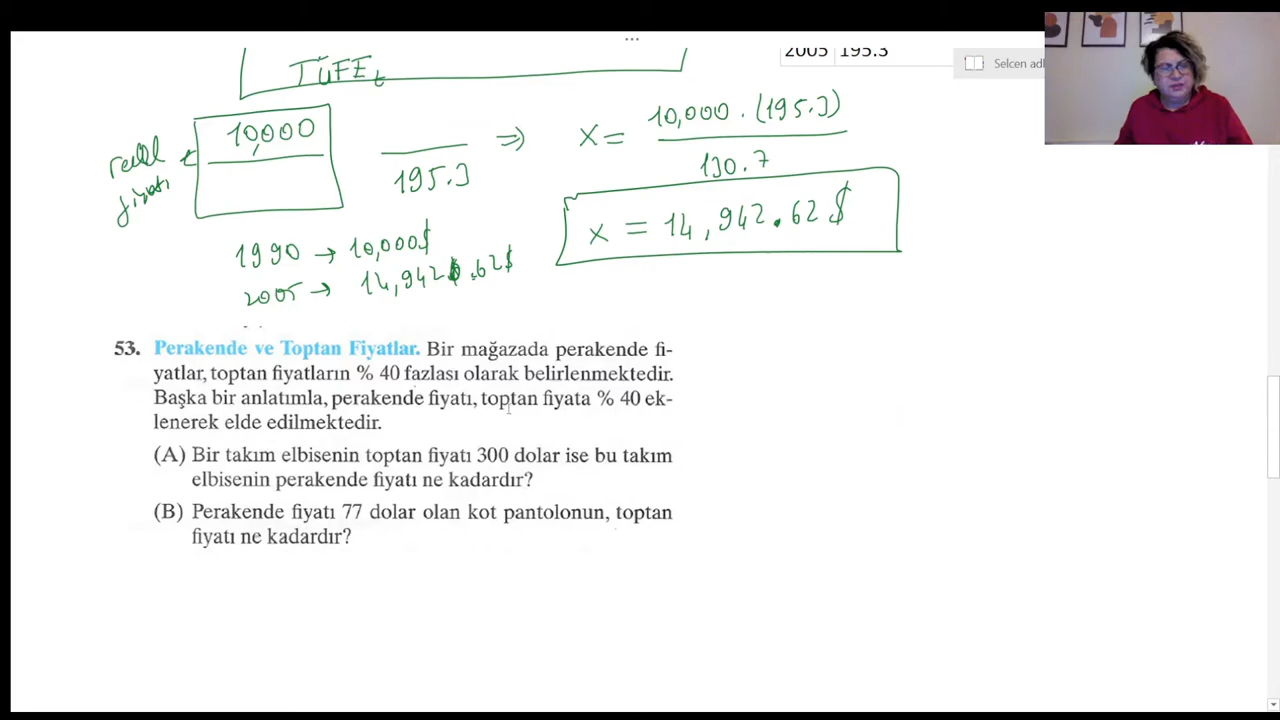 ...
2005 195.3
Selcen adl
TÜFEt
reel fiyatı ← 10,000
195.3
⇒ x = 10,000 . (195.3)
130.7
x = 14,942.62 $
1990 → 10,000$
2005 → 14,942 .62$
53. Perakende ve Toptan Fiyatlar. Bir mağazada perakende fi-
yatlar, toptan fiyatların % 40 fazlası olarak belirlenmektedir.
Başka bir anlatımla, perakende fiyatı, toptan fiyata % 40 ek-
lenerek elde edilmektedir.
(A) Bir takım elbisenin toptan fiyatı 300 dolar ise bu takım
elbisenin perakende fiyatı ne kadardır?
(B) Perakende fiyatı 77 dolar olan kot pantolonun, toptan
fiyatı ne kadardır?